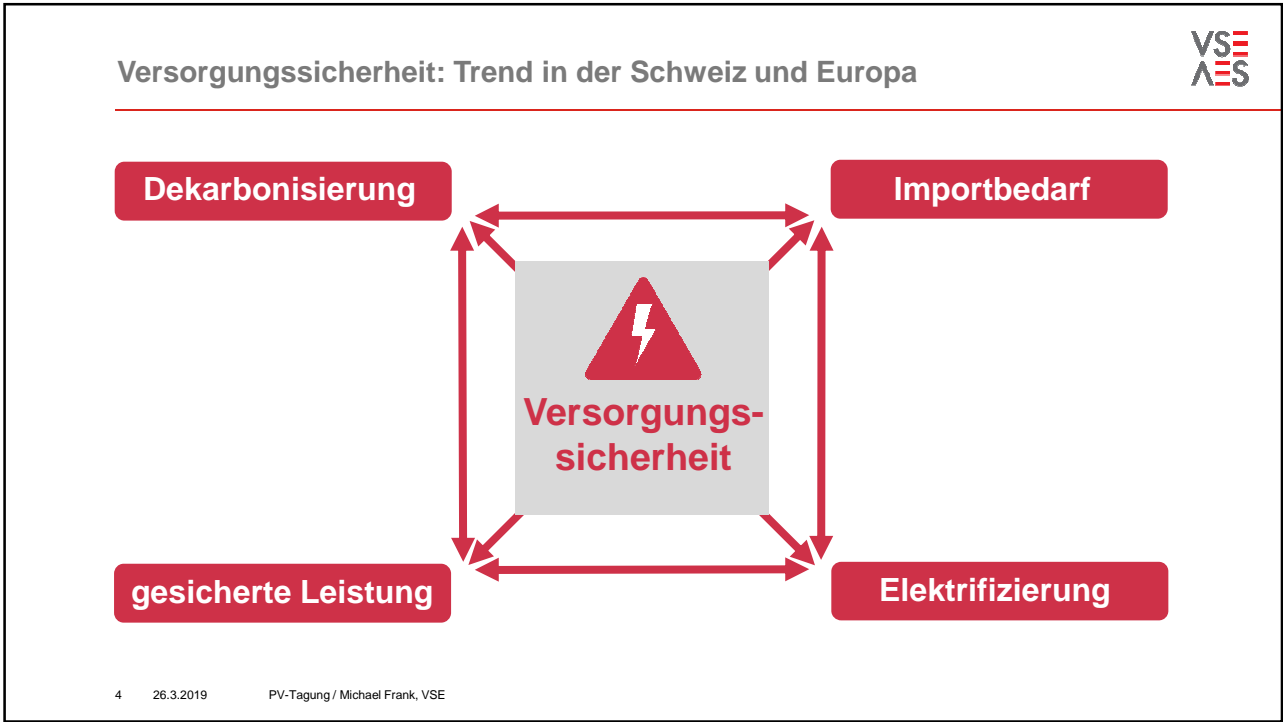 Versorgungssicherheit: Trend in der Schweiz und Europa
VSE
AES
Dekarbonisierung
Importbedarf
Versorgungs-
sicherheit
gesicherte Leistung
Elektrifizierung
4 26.3.2019 PV-Tagung / Michael Frank, VSE